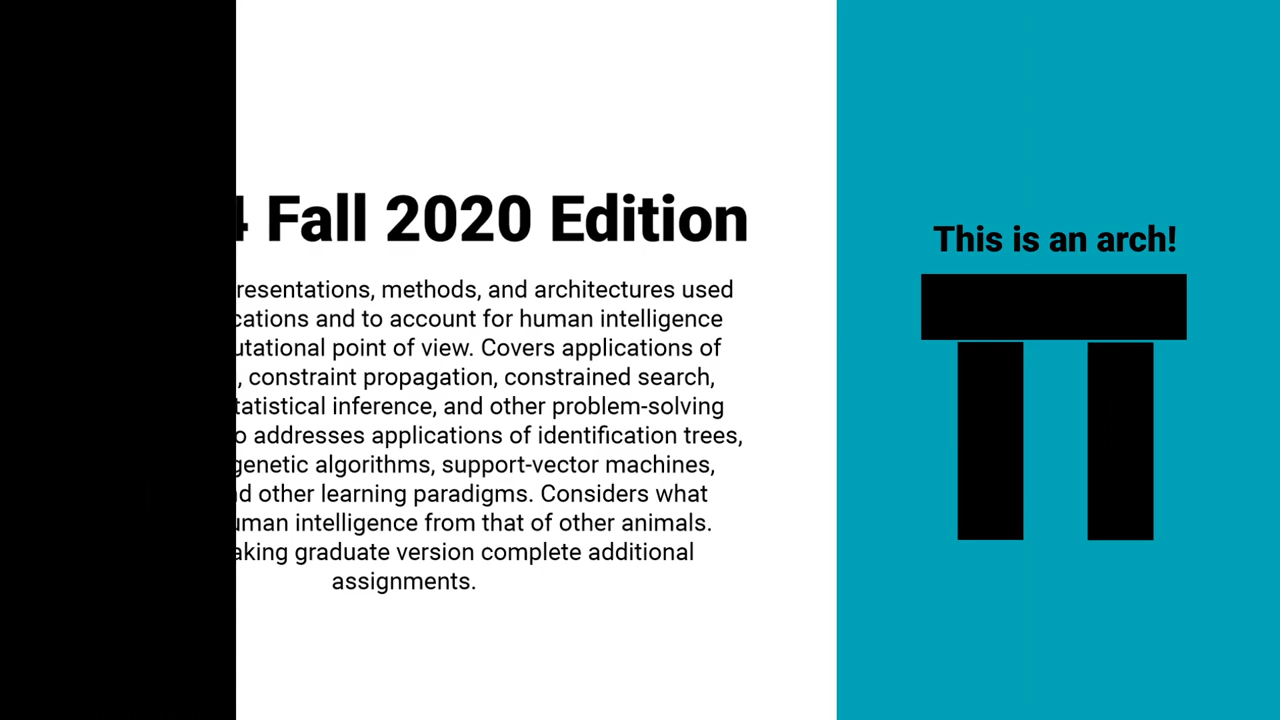 4 Fall 2020 Edition
resentations, methods, and architectures used
cations and to account for human intelligence
utational point of view. Covers applications of
, constraint propagation, constrained search,
tatistical inference, and other problem-solving
o addresses applications of identification trees,
genetic algorithms, support-vector machines,
nd other learning paradigms. Considers what
uman intelligence from that of other animals.
aking graduate version complete additional
assignments.
This is an arch!